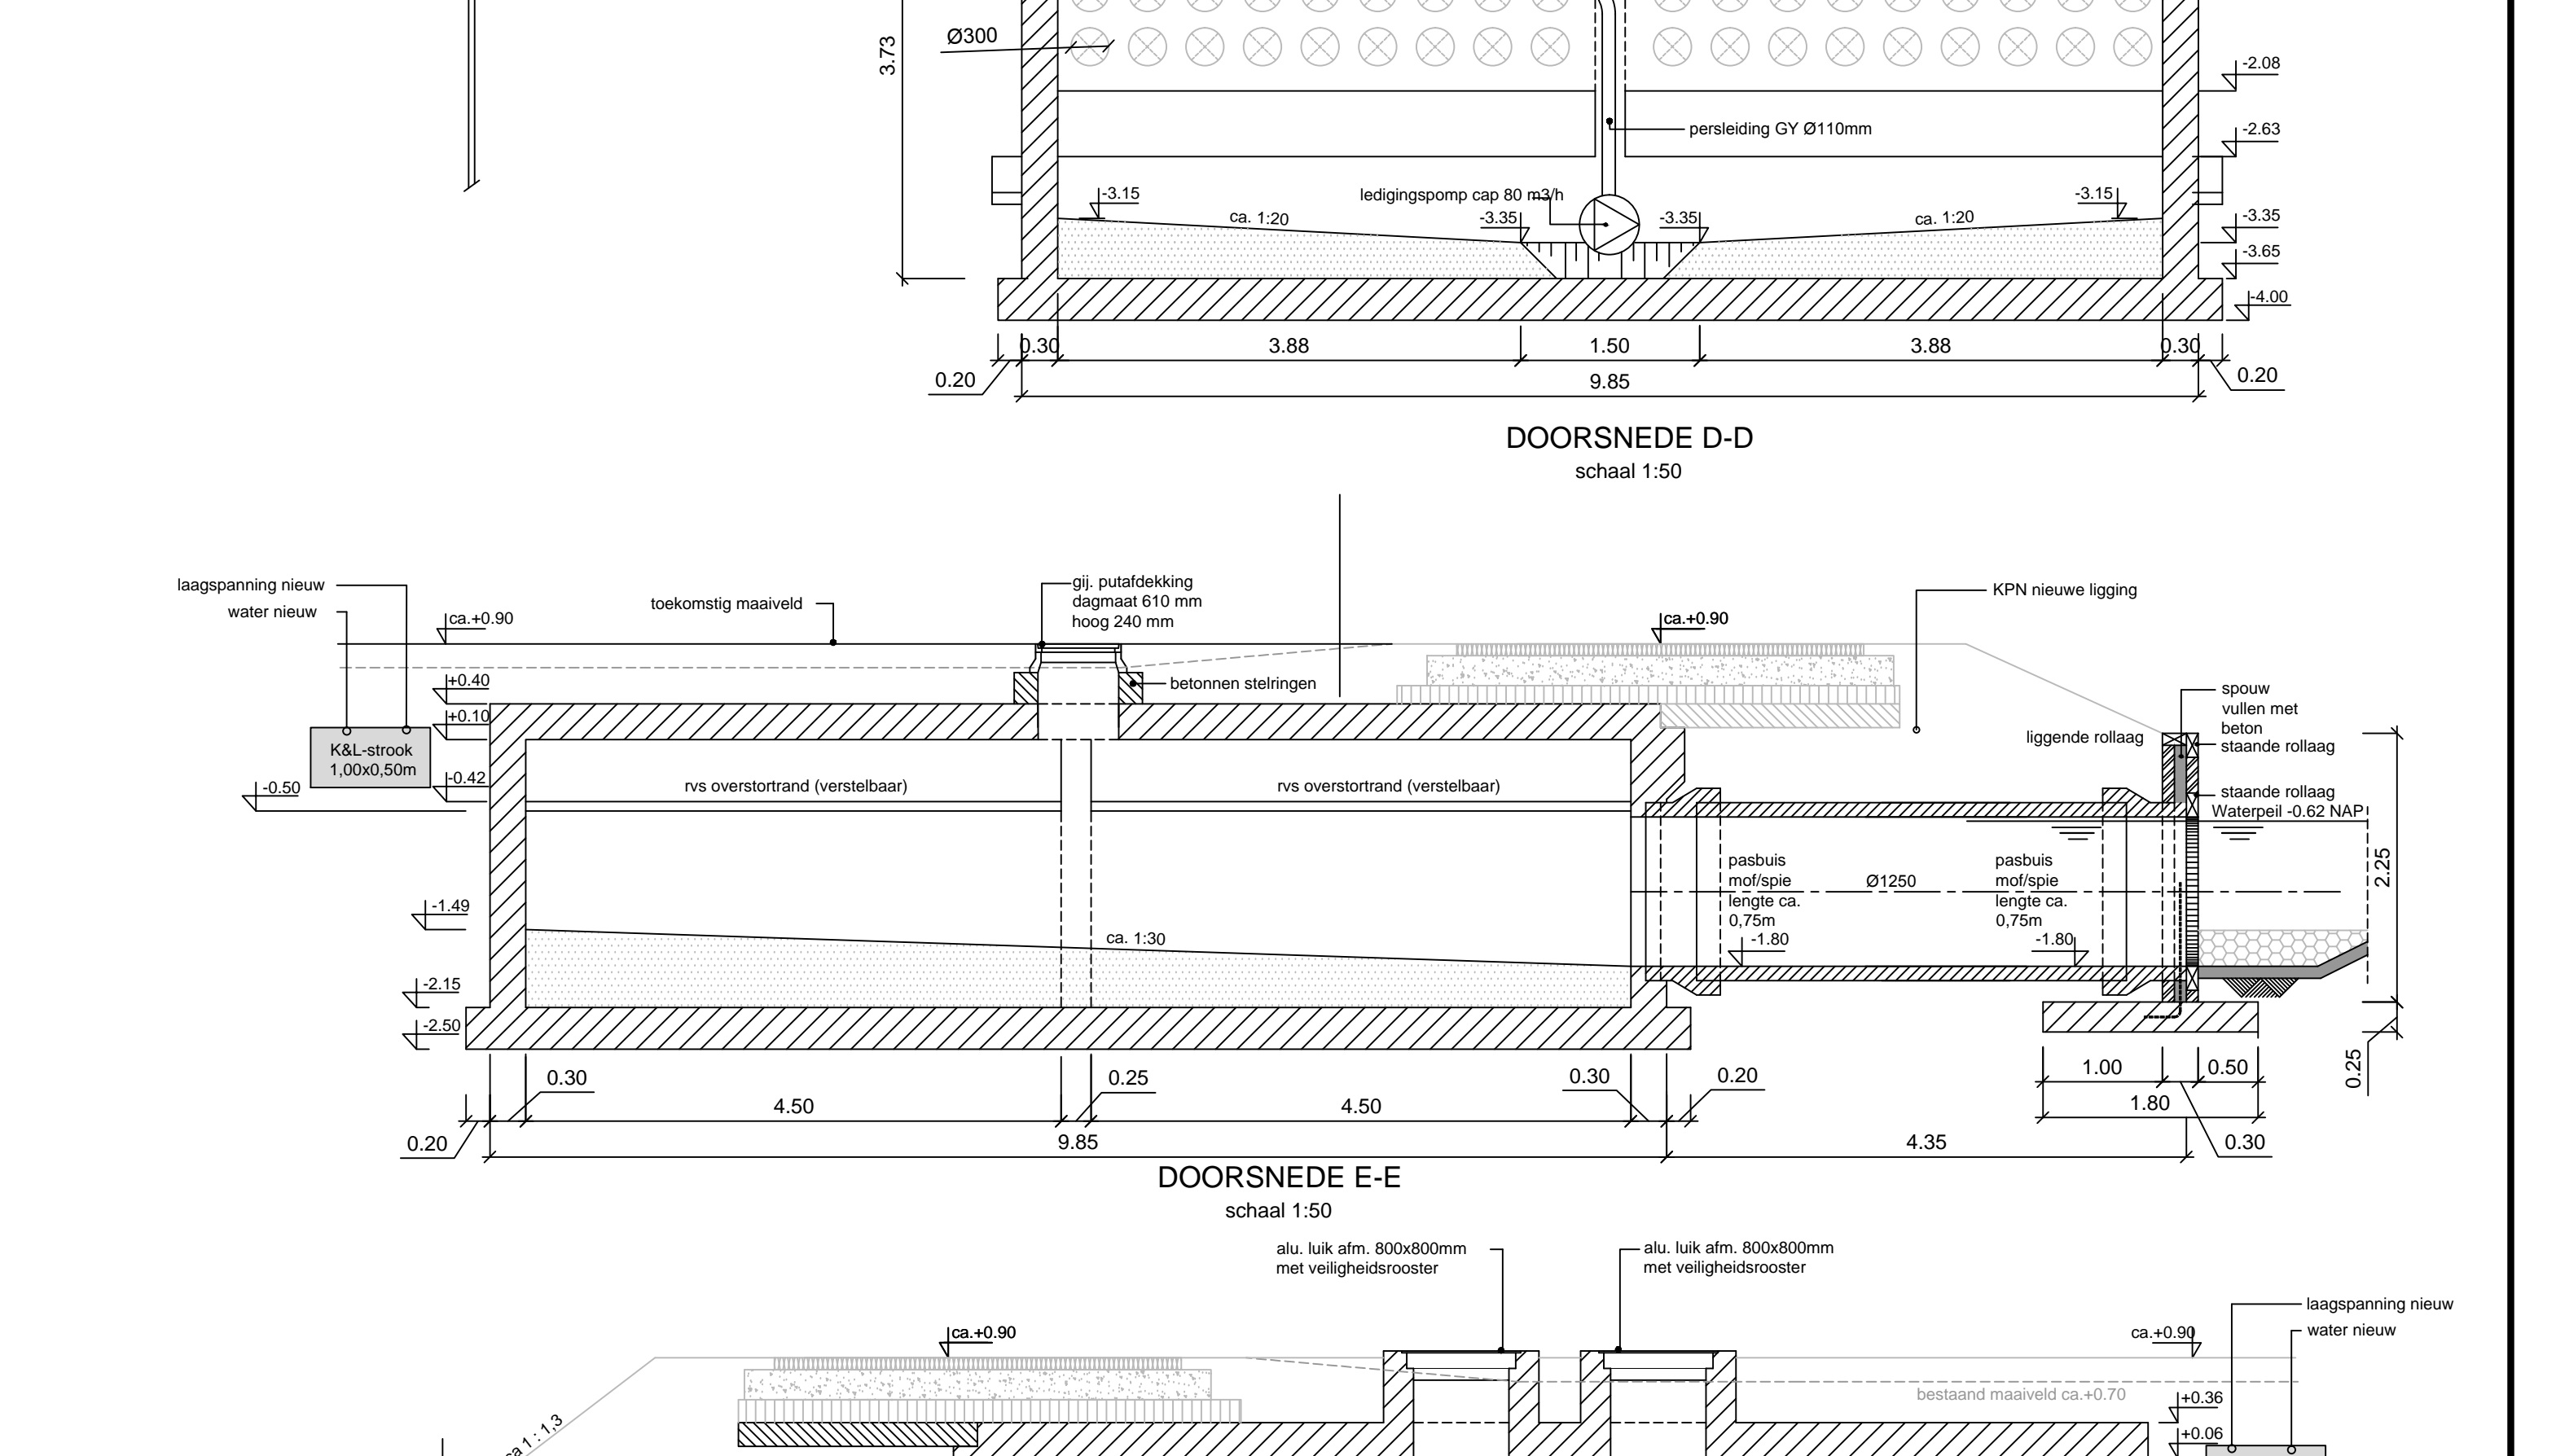 3.73
Ø300
-2.08
-2.63
persleiding GY Ø110mm
ledigingspomp cap 80 m3/h
-3.15
-3.15
ca. 1:20
-3.35
-3.35
ca. 1:20
-3.35
-3.65
-4.00
0.30
3.88
1.50
3.88
0.30
0.20
9.85
0.20
DOORSNEDE D-D
schaal 1:50
laagspanning nieuw
water nieuw
ca.+0.90
toekomstig maaiveld
gij. putafdekking
dagmaat 610 mm
hoog 240 mm
ca.+0.90
KPN nieuwe ligging
+0.40
betonnen stelringen
+0.10
K&L-strook
1,00x0,50m
-0.42
-0.50
rvs overstortrand (verstelbaar)
rvs overstortrand (verstelbaar)
spouw
vullen met
beton
liggende rollaag
staande rollaag
staande rollaag
Waterpeil -0.62 NAP
pasbuis
mof/spie
lengte ca.
0,75m
Ø1250
pasbuis
mof/spie
lengte ca.
0,75m
2.25
-1.49
ca. 1:30
-1.80
-1.80
-2.15
-2.50
0.30
0.25
0.30
0.20
1.00
0.50
0.25
4.50
4.50
1.80
0.20
9.85
4.35
0.30
DOORSNEDE E-E
schaal 1:50
alu. luik afm. 800x800mm
met veiligheidsrooster
alu. luik afm. 800x800mm
met veiligheidsrooster
laagspanning nieuw
water nieuw
ca.+0.90
ca.+0.90
bestaand maaiveld ca.+0.70
+0.36
+0.06
ca 1 : 1,3